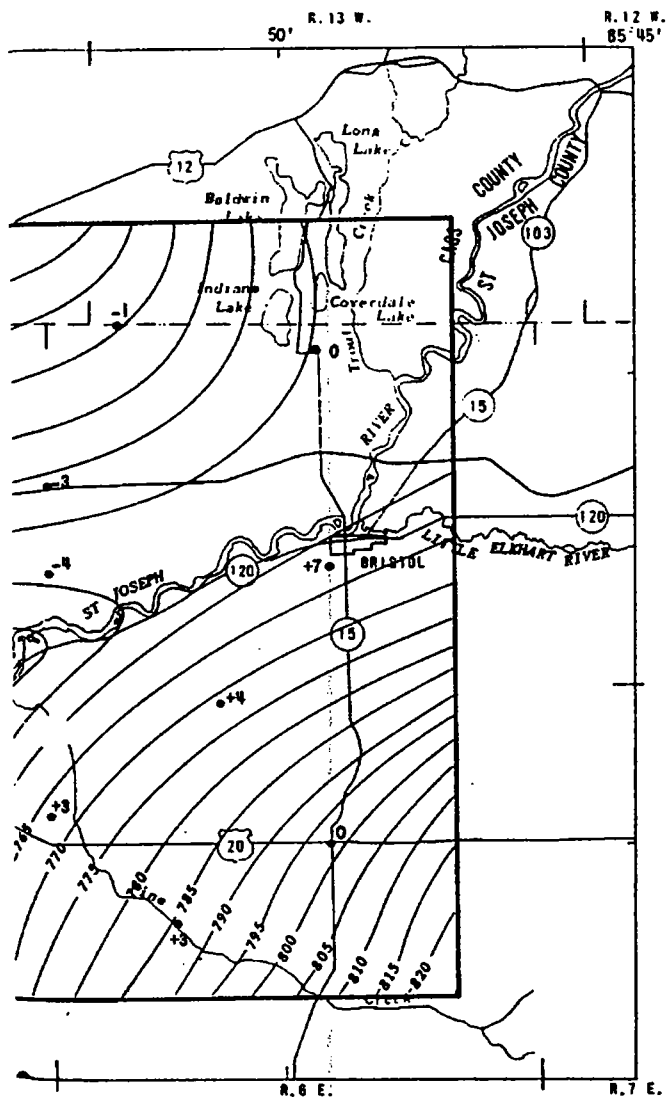 R. 13 W.
R. 12 W.
50'
85°45'
Long
Lake
12
COUNTY
COUNTY
Baldwin
Lake
JOSEPH
103
CASS
ST
Indiana
Lake
Coverdale
Lake
Trout
Creek
-1
0
15
RIVER
-3
120
LITTLE ELKHART RIVER
BRISTOL
+7
-4
ST JOSEPH
120
15
+4
+3
0
20
765
770
775
780
785
790
795
800
805
810
815
820
Pine
+3
Creek
R. 6 E.
R. 7 E.